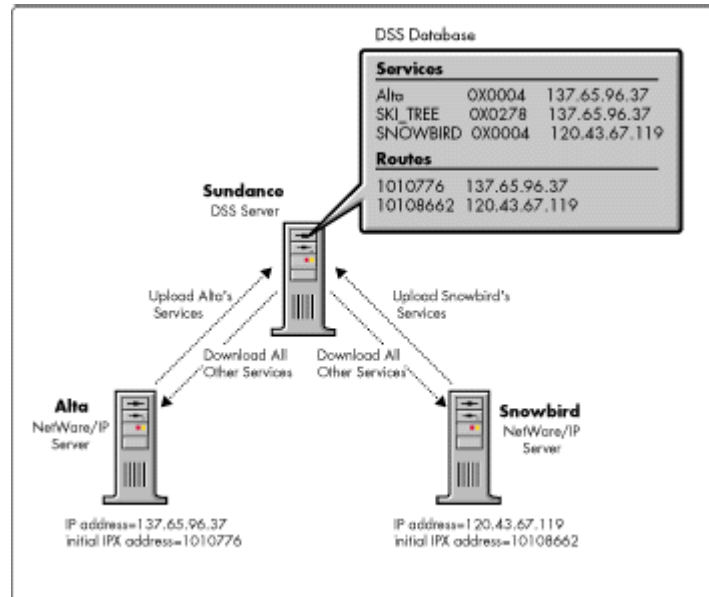 DSS Database
Services
Alta 0X0004 137.65.96.37
SKI_TREE 0X0278 137.65.96.37
SNOWBIRD 0X0004 120.43.67.119
Routes
1010776 137.65.96.37
10108662 120.43.67.119
Sundance
DSS Server
Upload Alta's
Services
Upload Snowbird's
Services
Download All
Other Services
Download All
Other Services
Alta
NetWare/IP
Server
Snowbird
NetWare/IP
Server
IP address=137.65.96.37
initial IPX address=1010776
IP address=120.43.67.119
initial IPX address=10108662